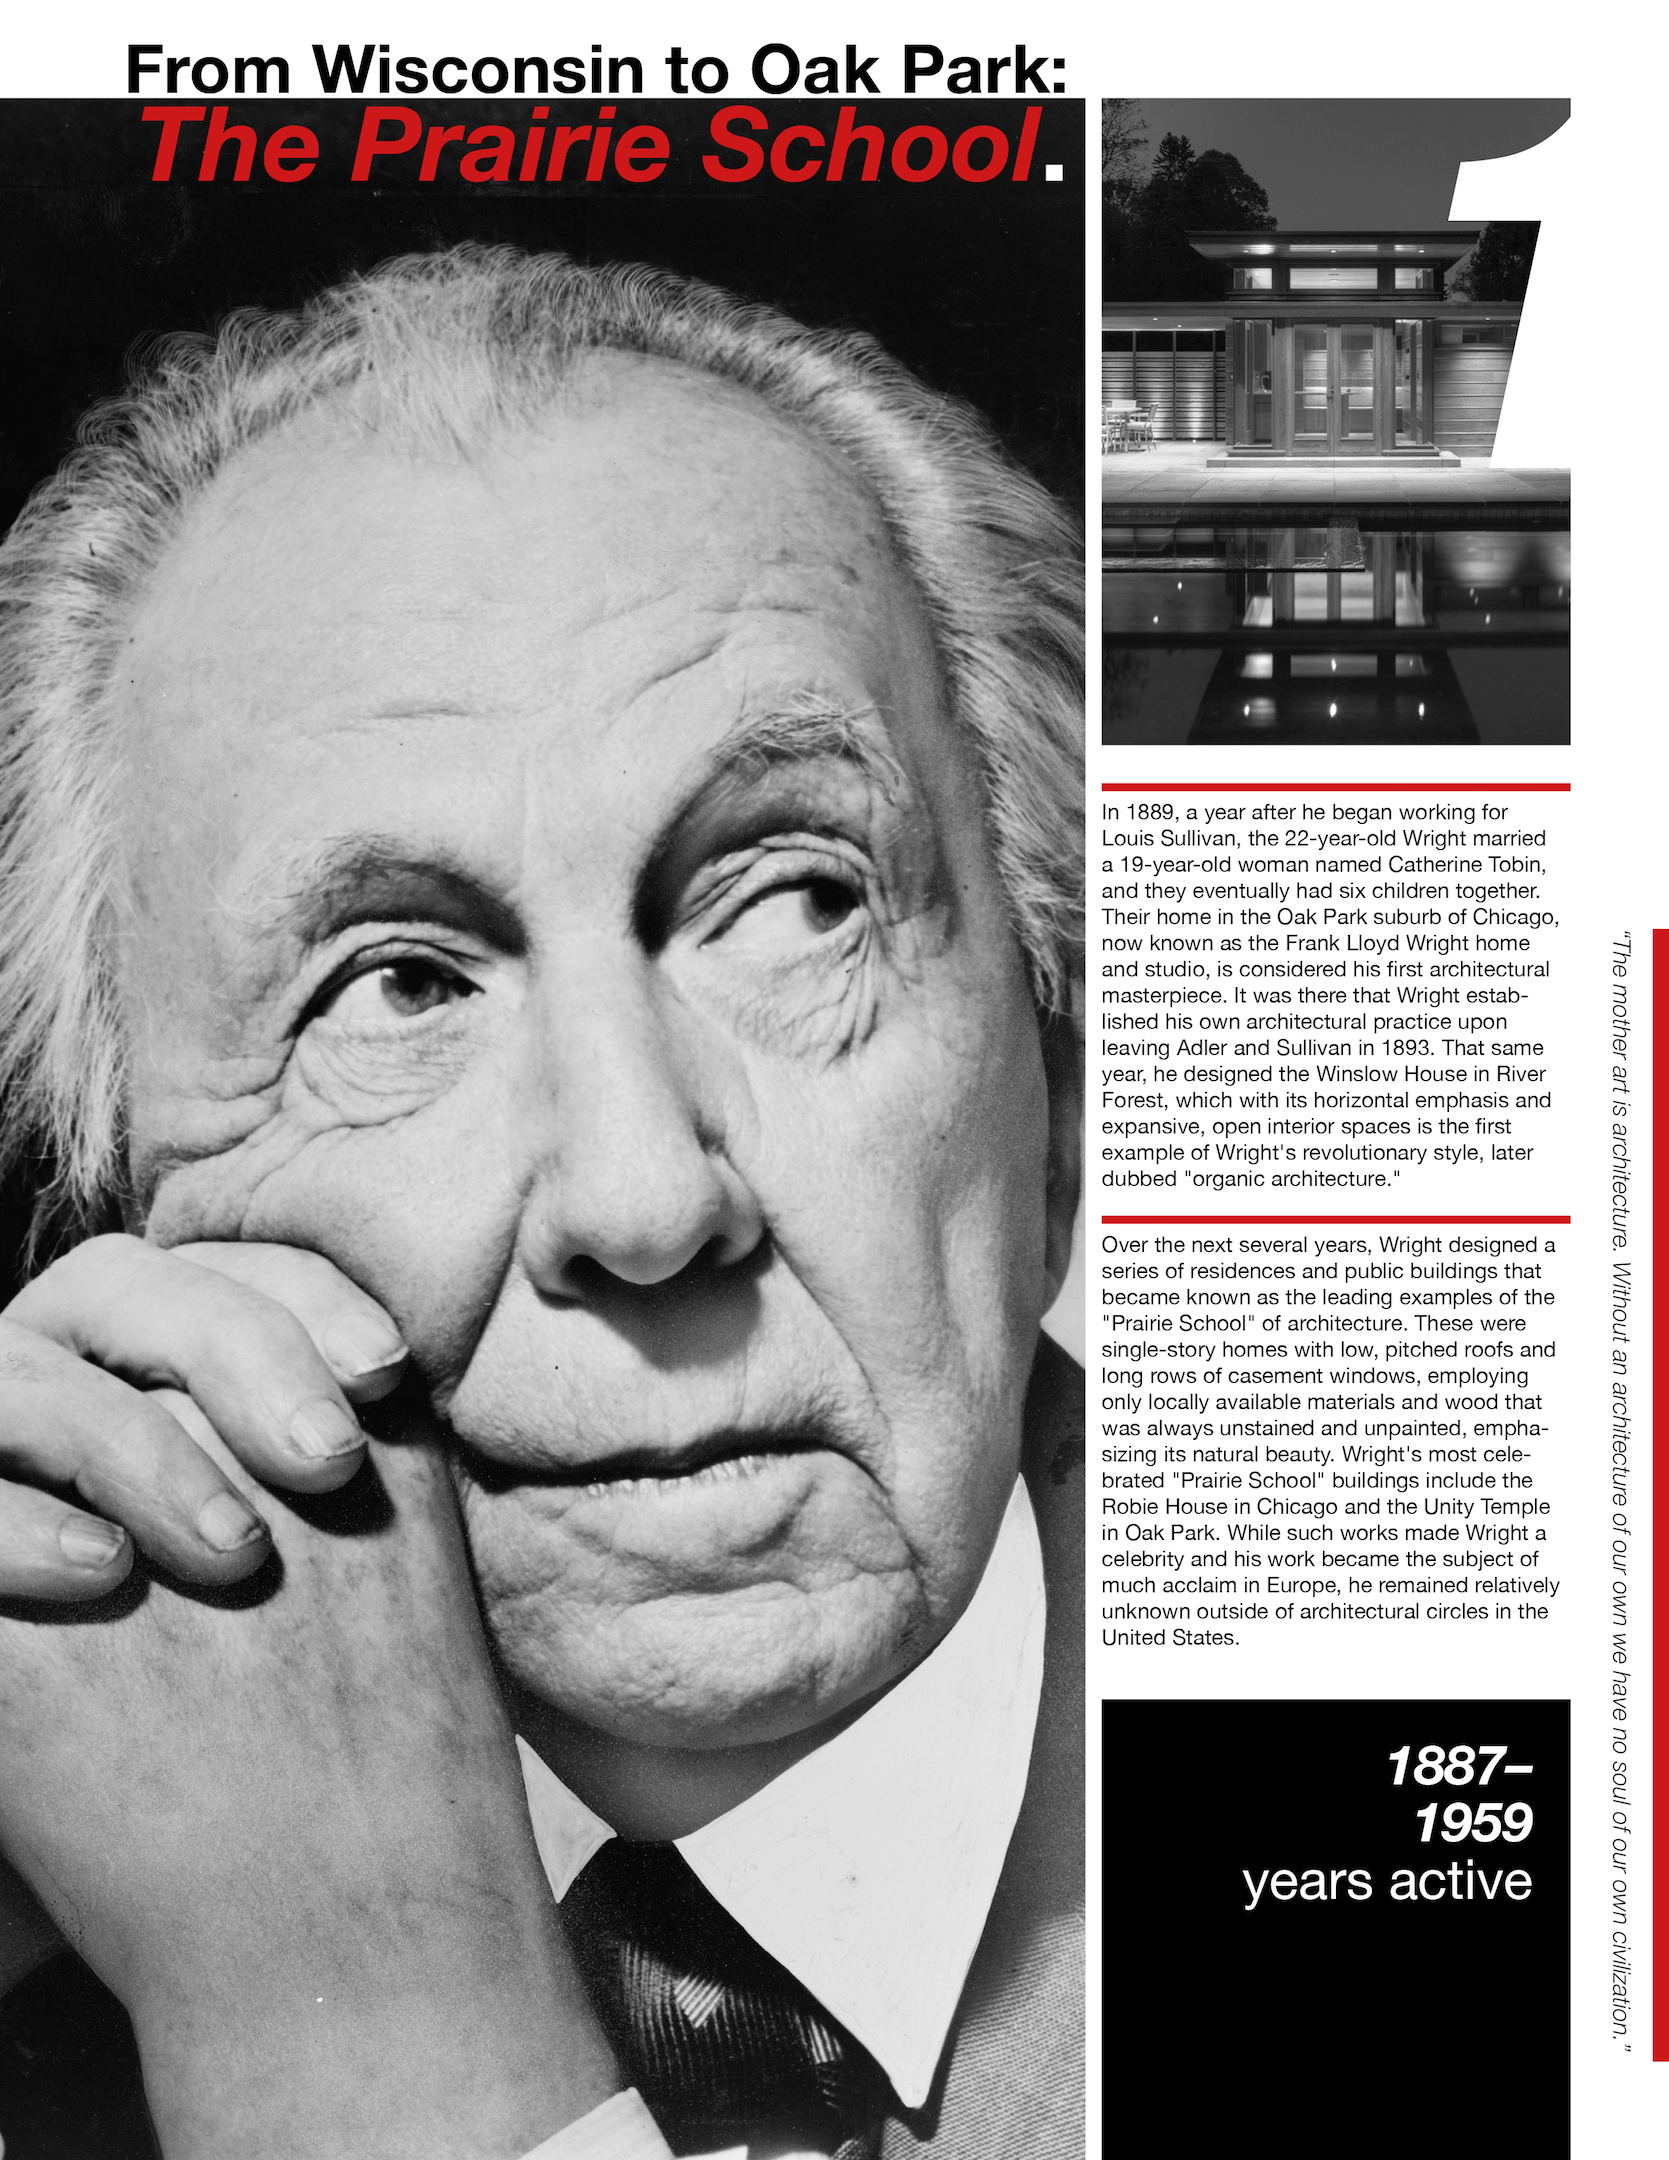 From Wisconsin to Oak Park:
The Prairie School.
1
In 1889, a year after he began working for
Louis Sullivan, the 22-year-old Wright married
a 19-year-old woman named Catherine Tobin,
and they eventually had six children together.
Their home in the Oak Park suburb of Chicago,
now known as the Frank Lloyd Wright home
and studio, is considered his first architectural
masterpiece. It was there that Wright estab-
lished his own architectural practice upon
leaving Adler and Sullivan in 1893. That same
year, he designed the Winslow House in River
Forest, which with its horizontal emphasis and
expansive, open interior spaces is the first
example of Wright's revolutionary style, later
dubbed "organic architecture."
Over the next several years, Wright designed a
series of residences and public buildings that
became known as the leading examples of the
"Prairie School" of architecture. These were
single-story homes with low, pitched roofs and
long rows of casement windows, employing
only locally available materials and wood that
was always unstained and unpainted, empha-
sizing its natural beauty. Wright's most cele-
brated "Prairie School" buildings include the
Robie House in Chicago and the Unity Temple
in Oak Park. While such works made Wright a
celebrity and his work became the subject of
much acclaim in Europe, he remained relatively
unknown outside of architectural circles in the
United States.
1887–
1959
years active
“The mother art is architecture. Without an architecture of our own we have no soul of our own civilization.”